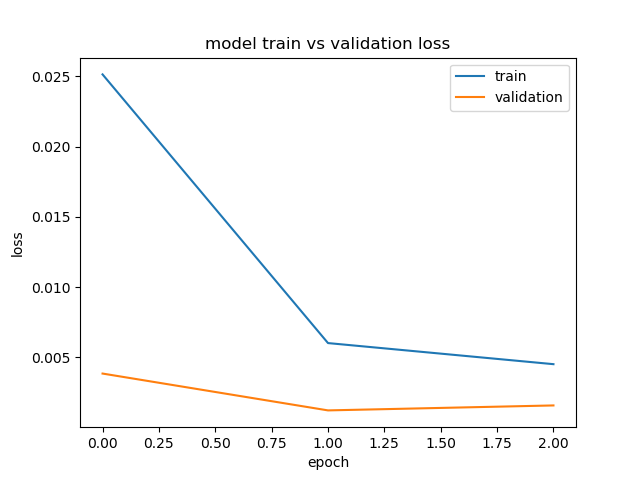 model train vs validation loss
train
validation
0.025
0.020
0.015
0.010
0.005
loss
0.00 0.25 0.50 0.75 1.00 1.25 1.50 1.75 2.00
epoch